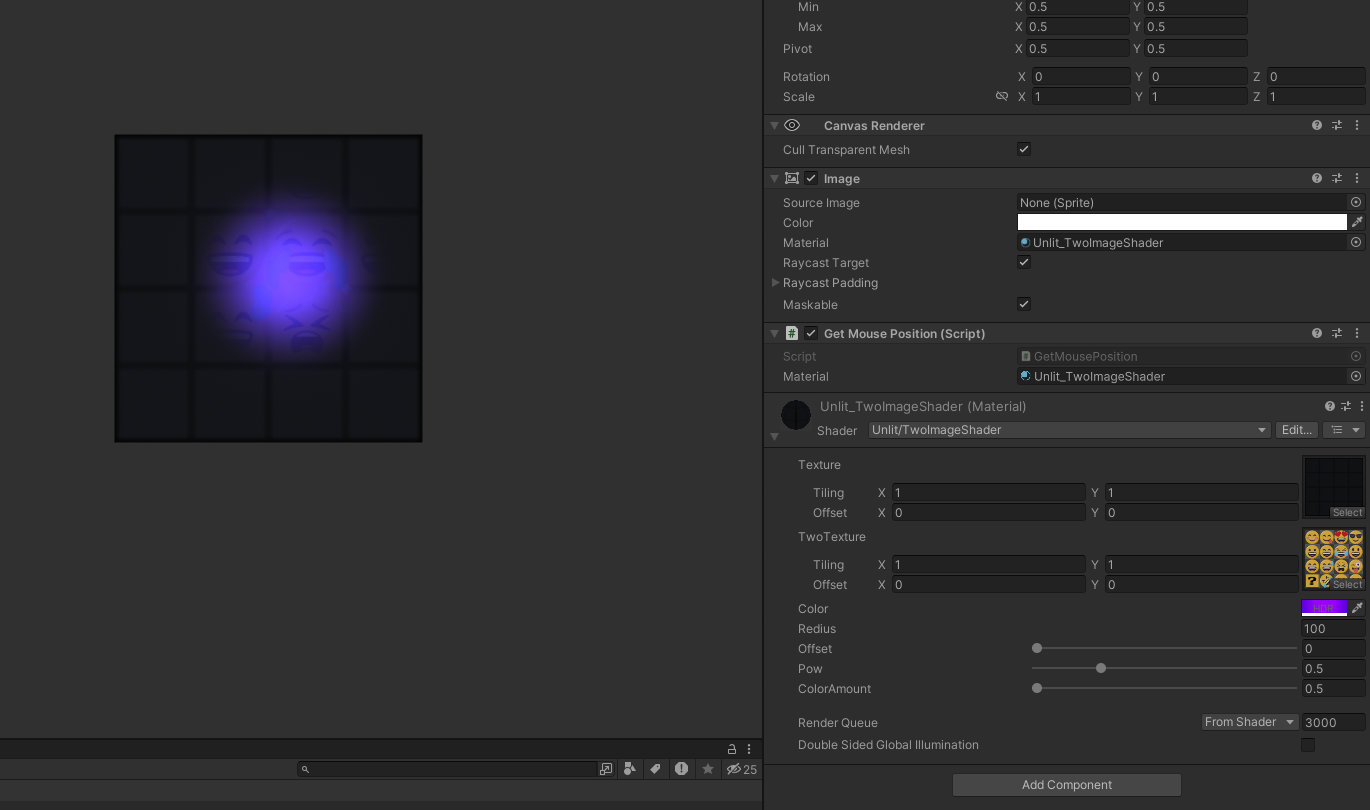 Min X 0.5 Y 0.5
Max X 0.5 Y 0.5
Pivot X 0.5 Y 0.5
Rotation X 0 Y 0 Z 0
Scale X 1 Y 1 Z 1
Canvas Renderer
Cull Transparent Mesh
Image
Source Image None (Sprite)
Color
Material Unlit_TwoImageShader
Raycast Target
Raycast Padding
Maskable
# Get Mouse Position (Script)
Script # GetMousePosition
Material Unlit_TwoImageShader
Unlit_TwoImageShader (Material)
Shader Unlit/TwoImageShader Edit...
Texture
Tiling X 1 Y 1
Offset X 0 Y 0
Select
TwoTexture
Tiling X 1 Y 1
Offset X 0 Y 0
? Select
Color HDR
Redius 100
Offset 0
Pow 0.5
ColorAmount 0.5
Render Queue From Shader 3000
Double Sided Global Illumination
25
Add Component